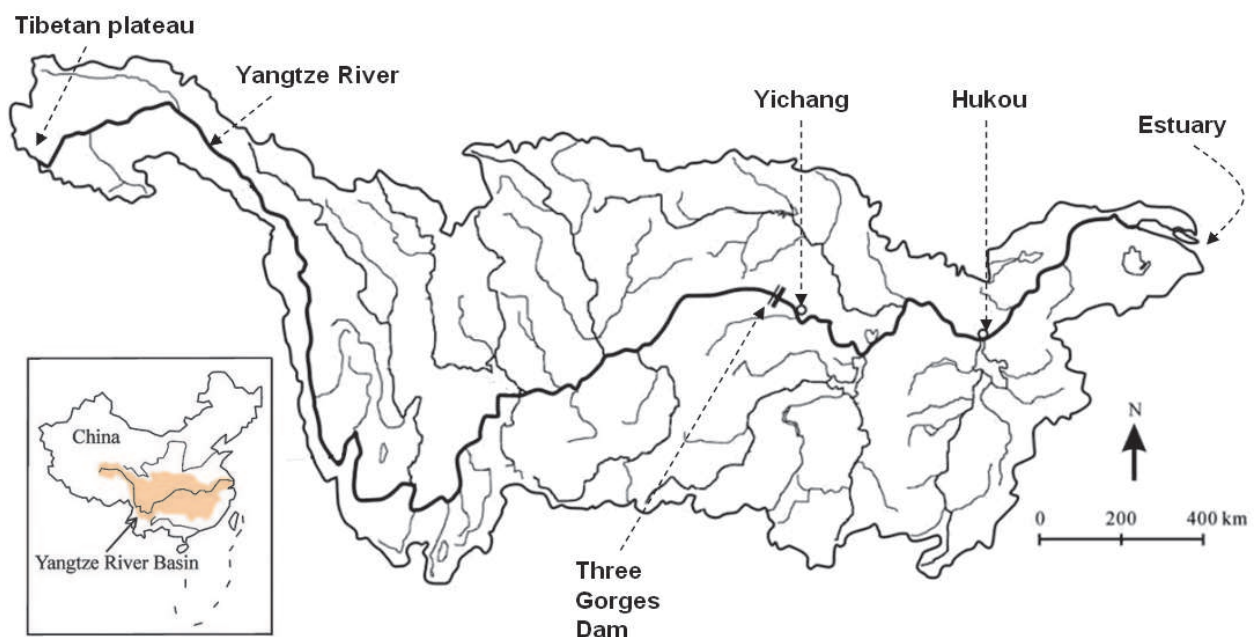 Tibetan plateau
Yangtze River
Yichang
Hukou
Estuary
China
Yangtze River Basin
N
0 200 400 km
Three
Gorges
Dam